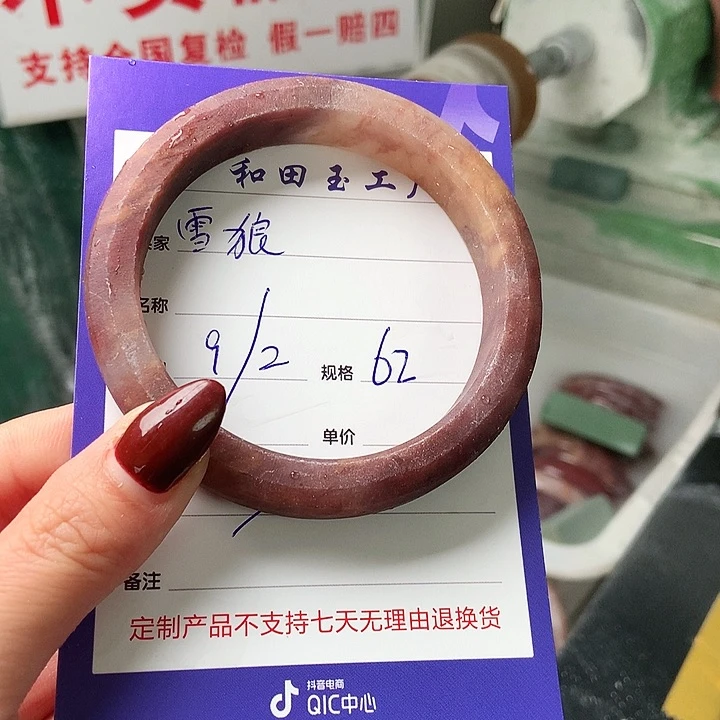 支持全国复检 假一赔四
和田玉工厂
家 雪狼
名称
9/2 规格 62
单价
备注
定制产品不支持七天无理由退换货
抖音电商
QIC中心